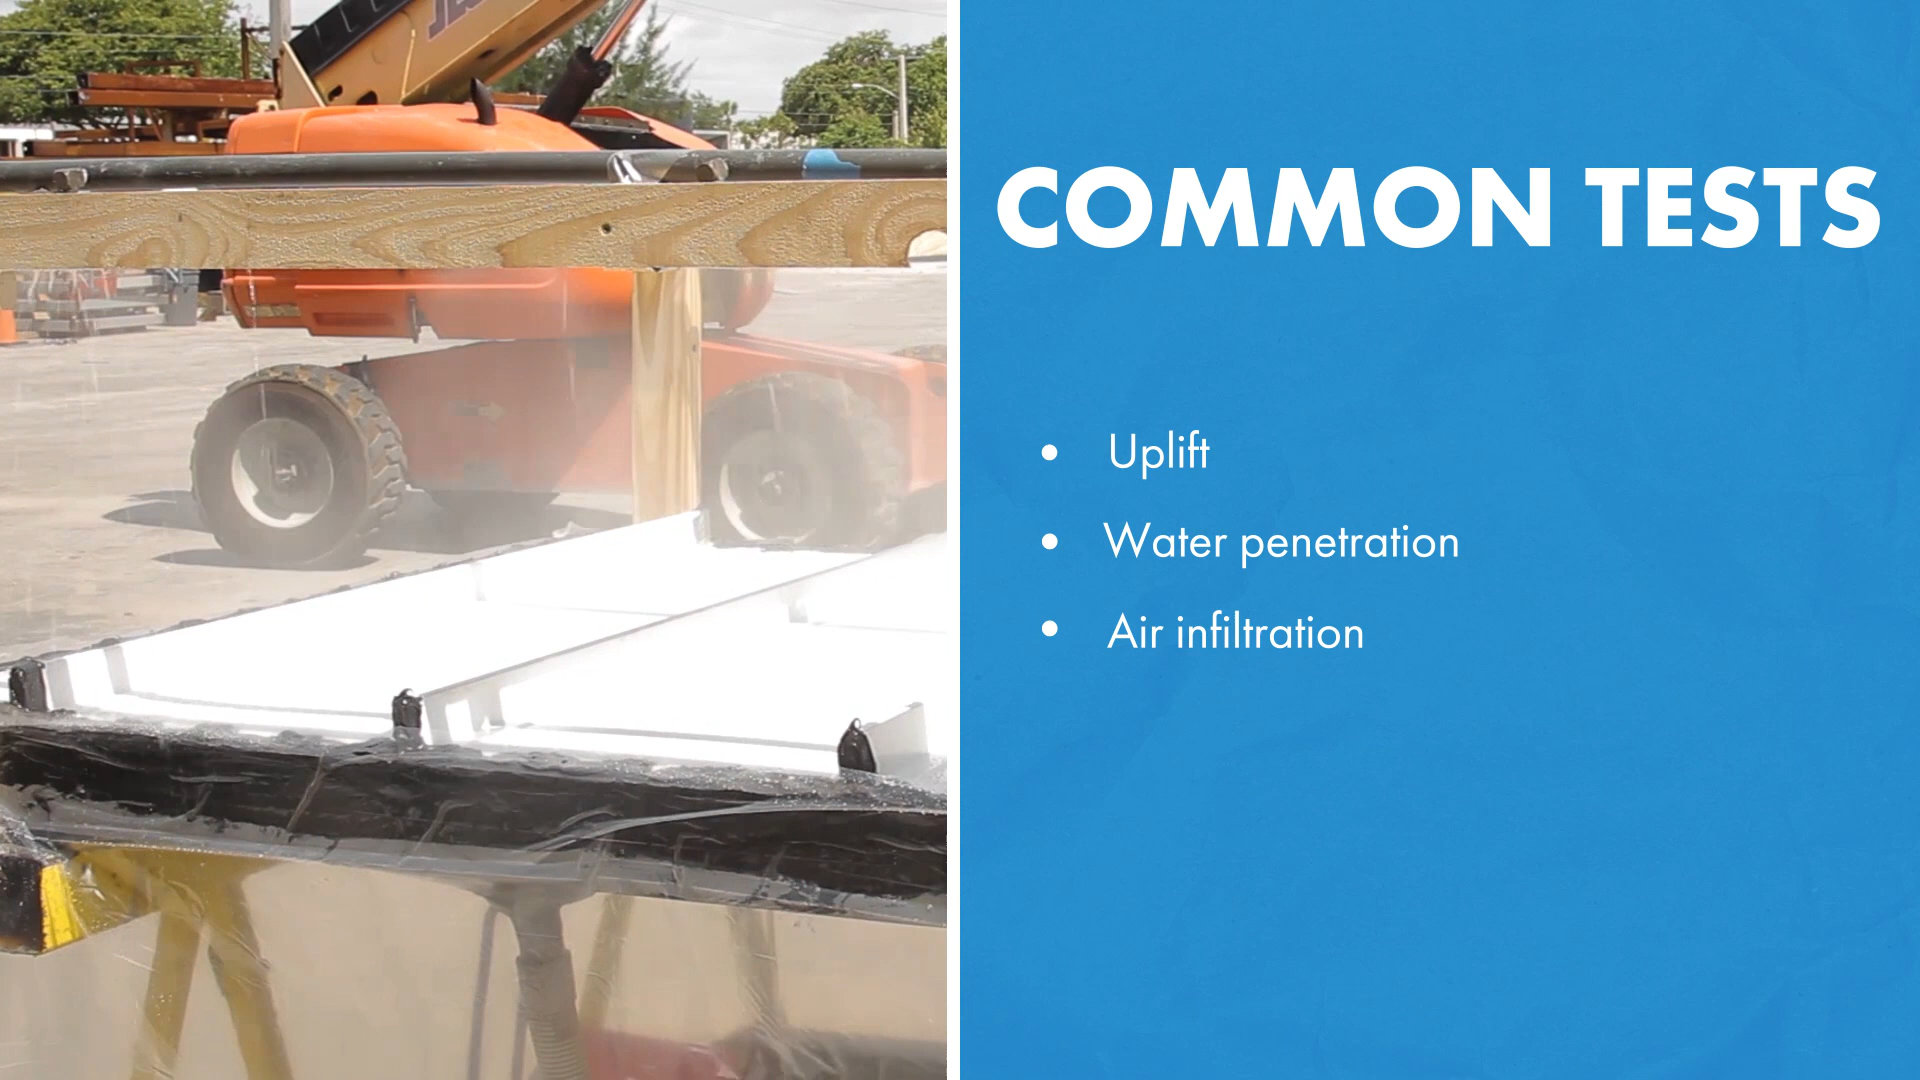 COMMON TESTS
• Uplift
• Water penetration
• Air infiltration